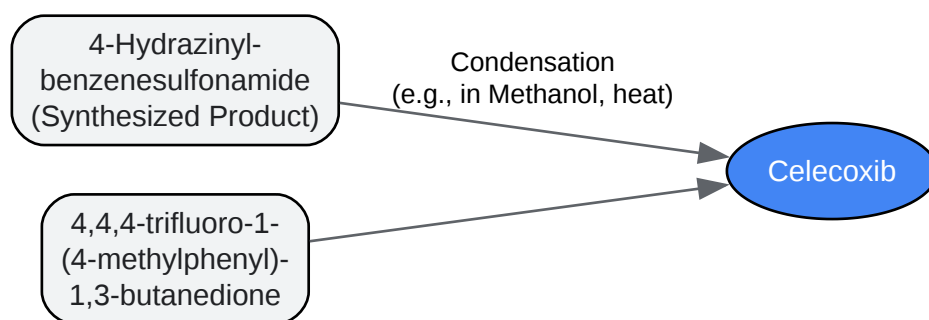 4-Hydrazinyl-
benzenesulfonamide
(Synthesized Product)
Condensation
(e.g., in Methanol, heat)
Celecoxib
4,4,4-trifluoro-1-
(4-methylphenyl)-
1,3-butanedione